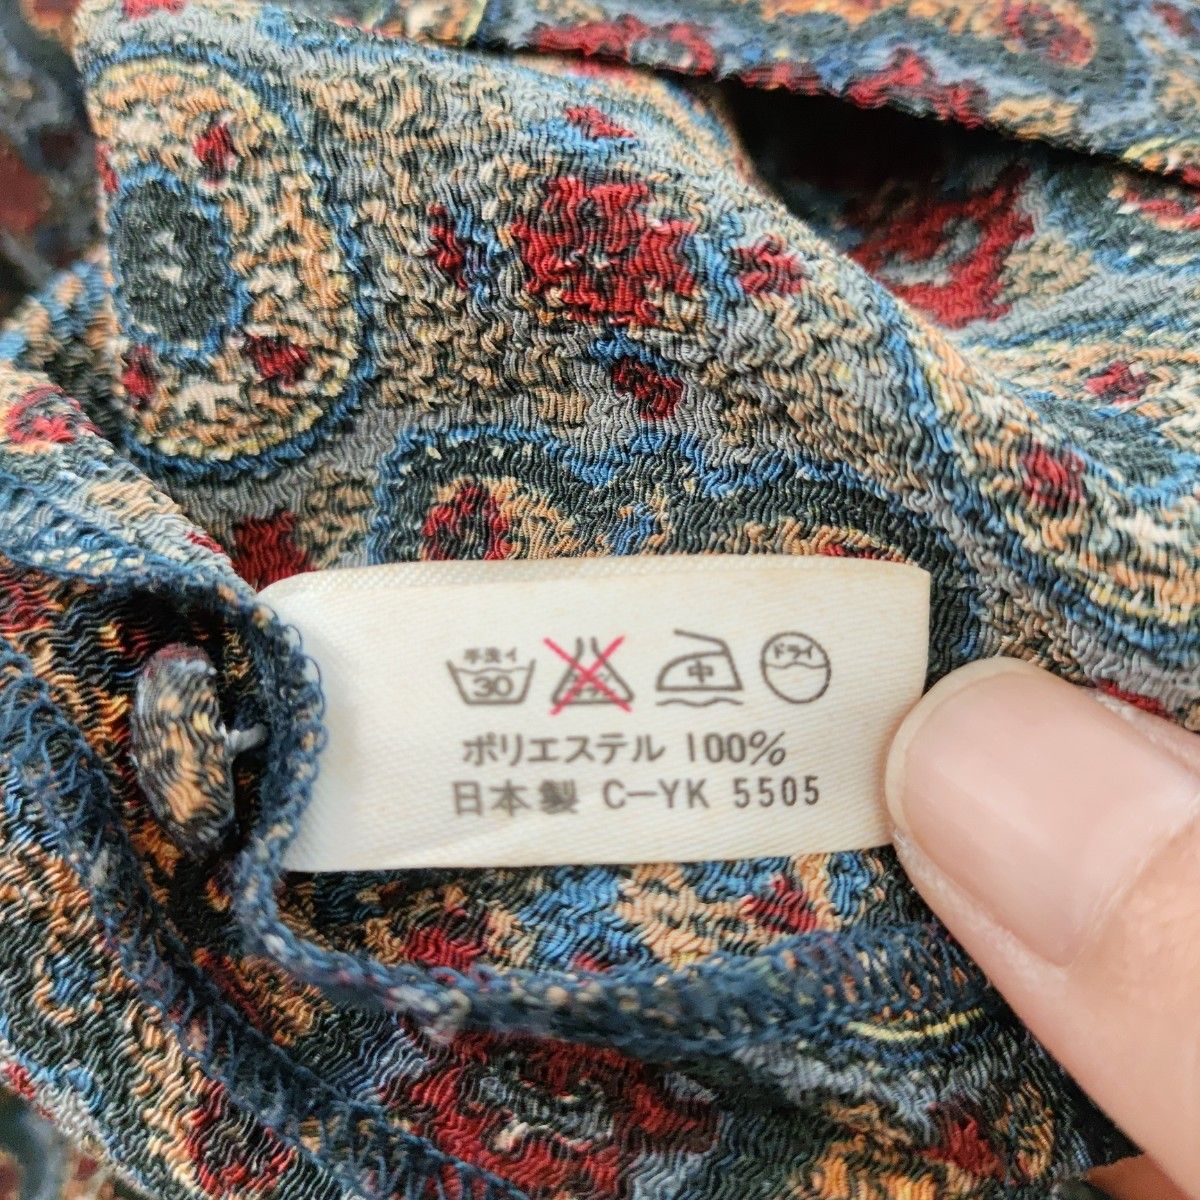 手洗イ 30 中 ドライ
ポリエステル 100%
日本製 C-YK 5505